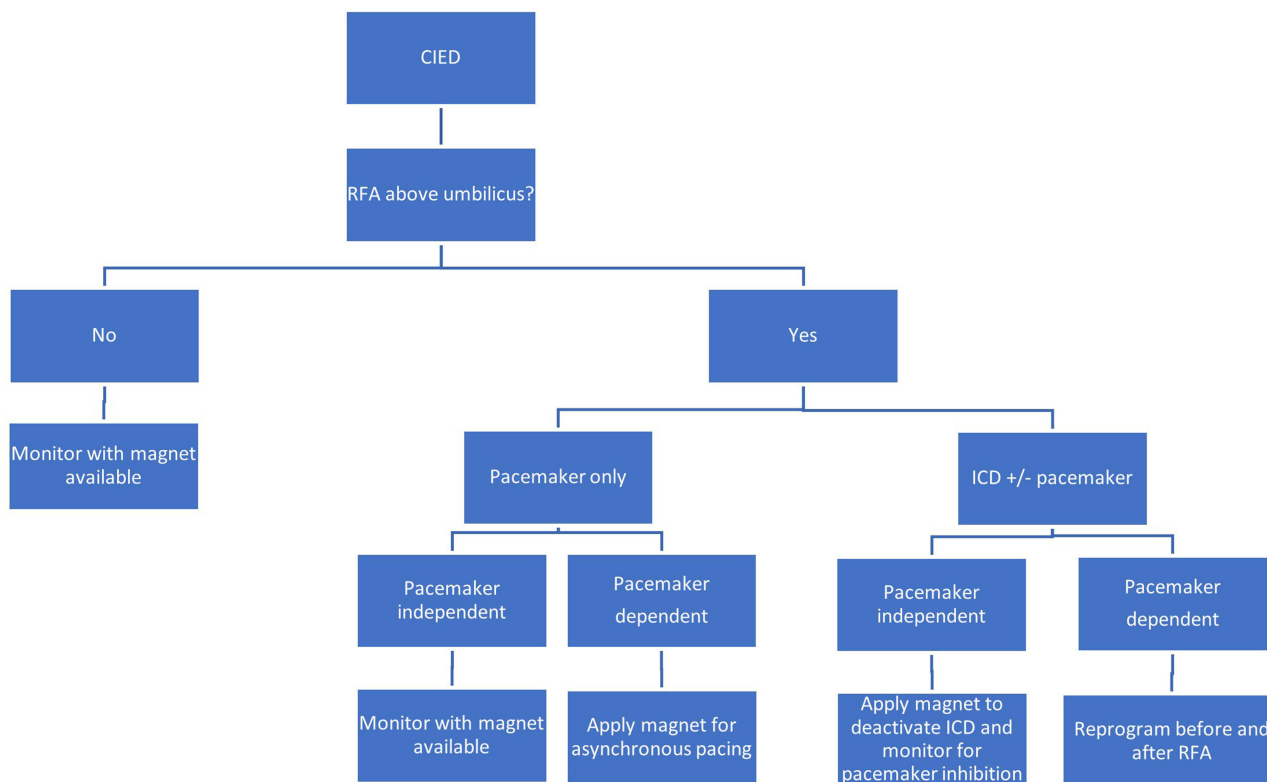 CIED
RFA above umbilicus?
No
Yes
Monitor with magnet
available
Pacemaker only
ICD +/- pacemaker
Pacemaker
independent
Pacemaker
dependent
Pacemaker
independent
Pacemaker
dependent
Monitor with magnet
available
Apply magnet for
asynchronous pacing
Apply magnet to
deactivate ICD and
monitor for
pacemaker inhibition
Reprogram before and
after RFA